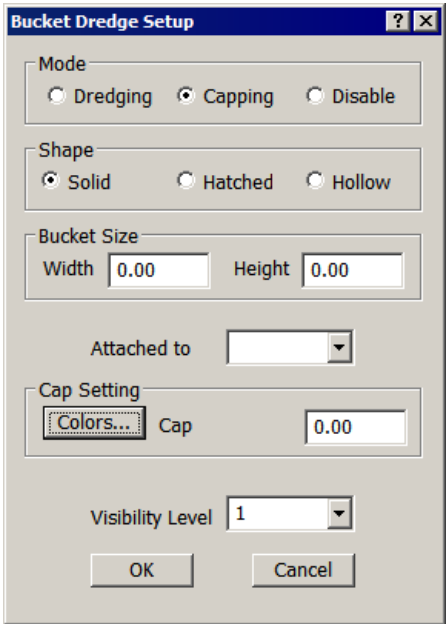 Bucket Dredge Setup ? X
Mode
Dredging Capping Disable
Shape
Solid Hatched Hollow
Bucket Size
Width 0.00 Height 0.00
Attached to
Cap Setting
Colors... Cap 0.00
Visibility Level 1
OK Cancel